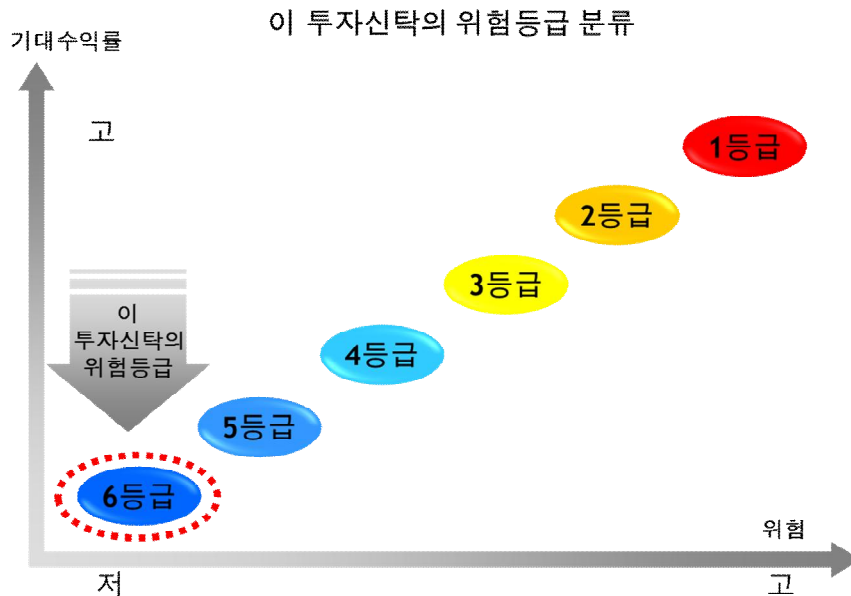 이 투자신탁의 위험등급 분류
기대수익률
고
1등급
2등급
3등급
이
투자신탁의
위험등급
4등급
5등급
6등급
위험
저
고